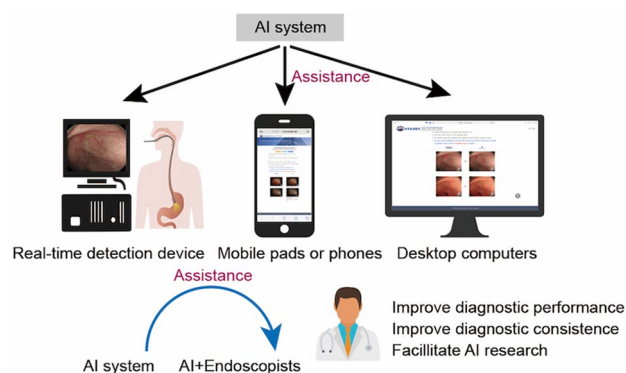 AI system
Assistance
Real-time detection device
Mobile pads or phones
Desktop computers
Assistance
AI system
AI+Endoscopists
Improve diagnostic performance
Improve diagnostic consistence
Facillitate AI research